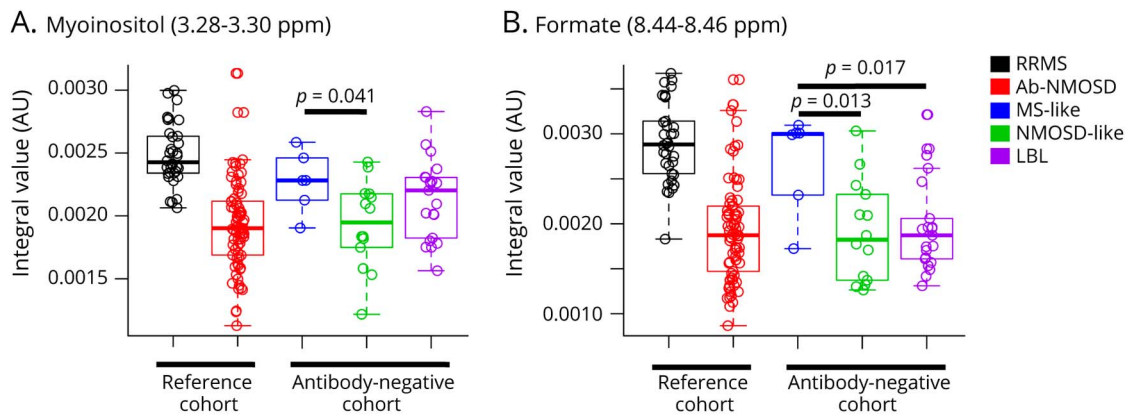 A. Myoinositol (3.28-3.30 ppm)
Integral value (AU)
0.0030
0.0025
0.0020
0.0015
p = 0.041
Reference
cohort
Antibody-negative
cohort
B. Formate (8.44-8.46 ppm)
Integral value (AU)
0.0030
0.0020
0.0010
p = 0.017
p = 0.013
Reference
cohort
Antibody-negative
cohort
RRMS
Ab-NMOSD
MS-like
NMOSD-like
LBL